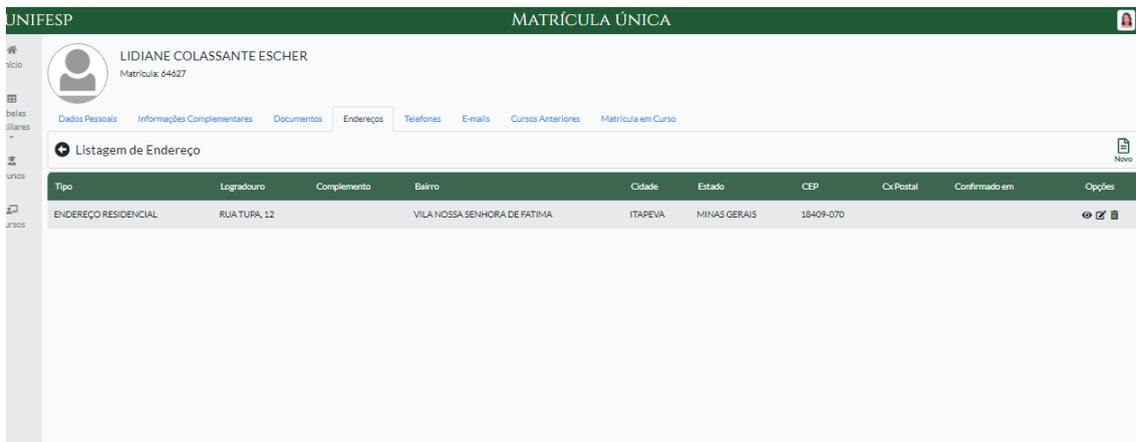 UNIFESP MATRÍCULA ÚNICA
LIDIANE COLASSANTE ESCHER
Matrícula: 64627
Dados Pessoais Informações Complementares Documentos Endereços Telefones E-mails Cursos Anteriores Matrícula em Curso
Listagem de Endereço
Novo
Tipo Logradouro Complemento Bairro Cidade Estado CEP Cx Postal Confirmado em Opções
ENDEREÇO RESIDENCIAL RUA TUPA, 12 VILA NOSSA SENHORA DE FATIMA ITAPEVA MINAS GERAIS 18409-070